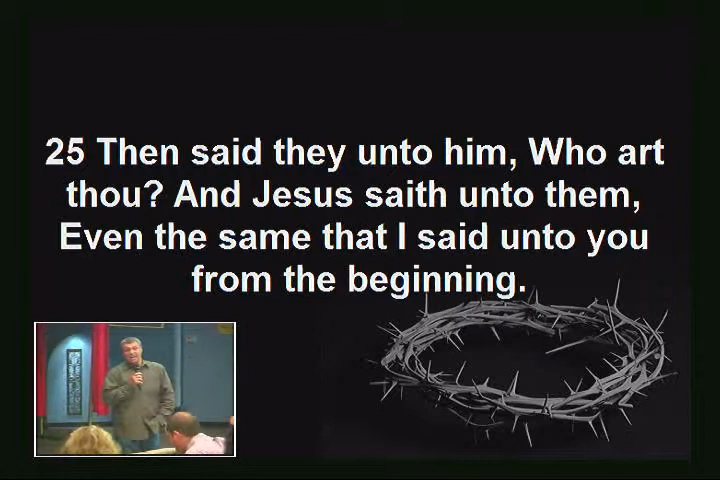 25 Then said they unto him, Who art
thou? And Jesus saith unto them,
Even the same that I said unto you
from the beginning.